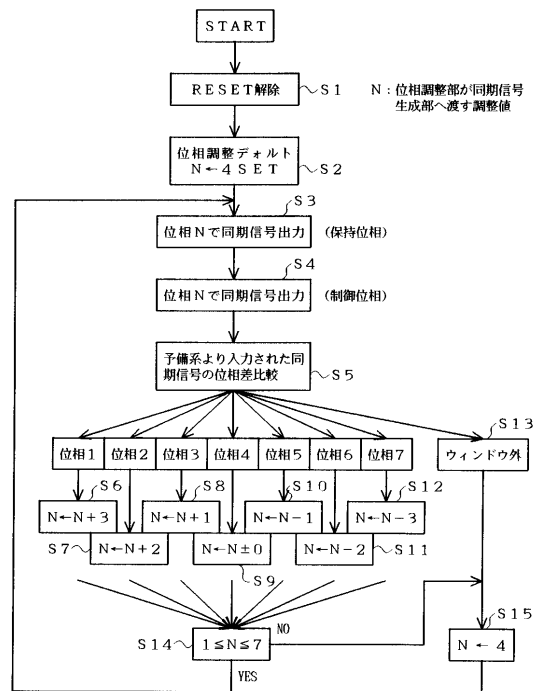 START
RESET解除
S1
N：位相調整部が同期信号
生成部へ渡す調整値
位相調整デォルト
N←4 SET
S2
S3
位相Nで同期信号出力
(保持位相)
S4
位相Nで同期信号出力
(制御位相)
予備系より入力された同
期信号の位相差比較
S5
S13
位相1
位相2
位相3
位相4
位相5
位相6
位相7
ウィンドウ外
S6
S8
S10
S12
N←N+3
N←N+1
N←N-1
N←N-3
S7
N←N+2
N←N±0
N←N-2
S11
S9
S14
1≦N≦7
NO
S15
N ← 4
YES